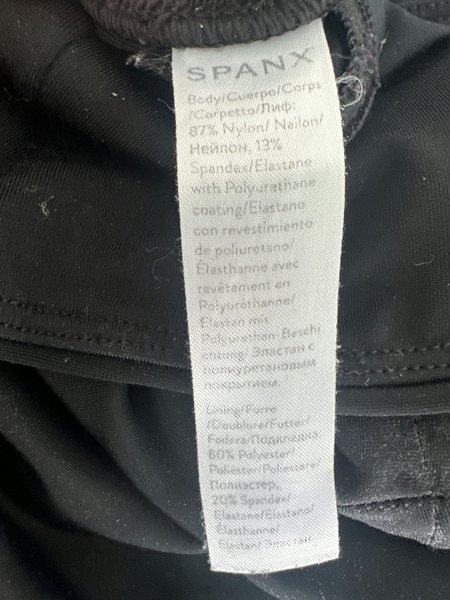 SPANX
Body/Cuerpo/Corps
/Corpetto/Лиф:
87% Nylon/ Nailon/
Нейлон, 13%
Spandex/Elastane
with Polyurethane
coating/Elastano
con revestimiento
de poliuretano/
Élasthanne avec
revêtement en
Polyuréthanne/
Elastan mit
Polyurethan-Beschi
chtung/ Эластан с
полиуретановым
покрытием.
Lining/Forro
/Doublure/Futter/
Fodera/Подкладка:
80% Polyester/
Poliéster/Poliestere/
Полиэстер,
20% Spandex/
Elastane/Elastano/
Élasthanne/
Elastan/ Эластан.